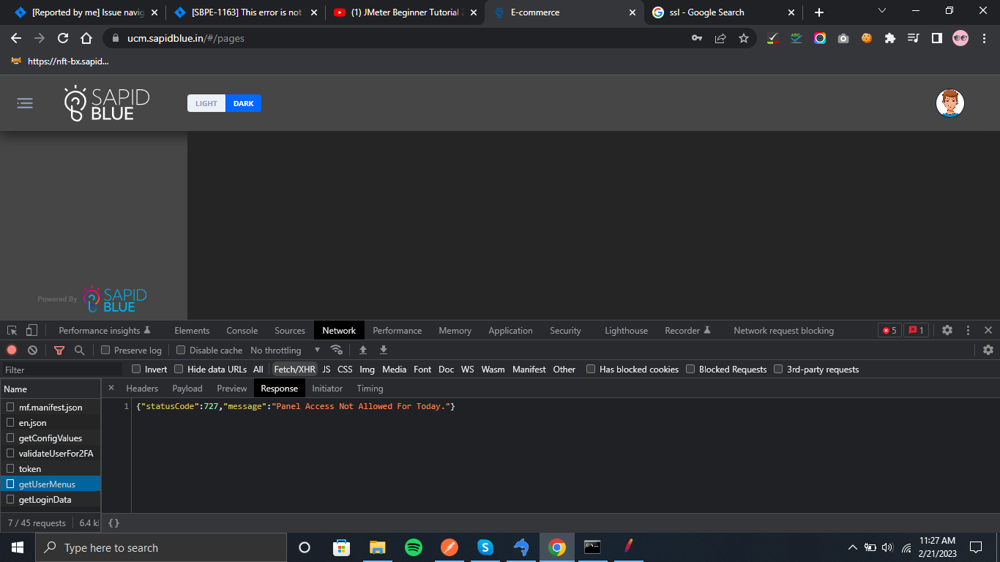 [Reported by me] Issue navig
[SBPE-1163] This error is not
(1) JMeter Beginner Tutorial
E-commerce
ssl - Google Search
ucm.sapidblue.in/#/pages
ABC
https://nft-bx.sapid...
SAPID
BLUE
LIGHT DARK
Powered By SAPID
BLUE
Performance insights Elements Console Sources Network Performance Memory Application Security Lighthouse Recorder Network request blocking 5 1
Preserve log Disable cache No throttling
Filter Invert Hide data URLs All Fetch/XHR JS CSS Img Media Font Doc WS Wasm Manifest Other Has blocked cookies Blocked Requests 3rd-party requests
Name Headers Payload Preview Response Initiator Timing
1 {"statusCode":727,"message":"Panel Access Not Allowed For Today."}
mf.manifest.json
en.json
getConfigValues
validateUserFor2FA
token
getUserMenus
getLoginData
7 / 45 requests 6.4 k {}
Type here to search
11:27 AM
2/21/2023